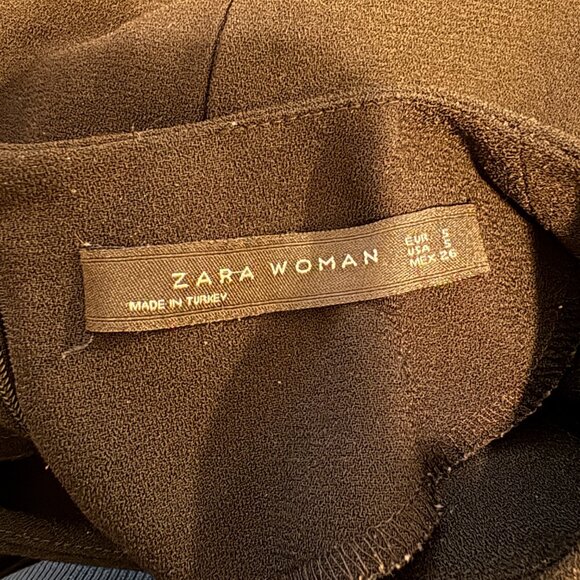 ZARA WOMAN
MADE IN TURKEY
EUR S
USA S
MEX 26